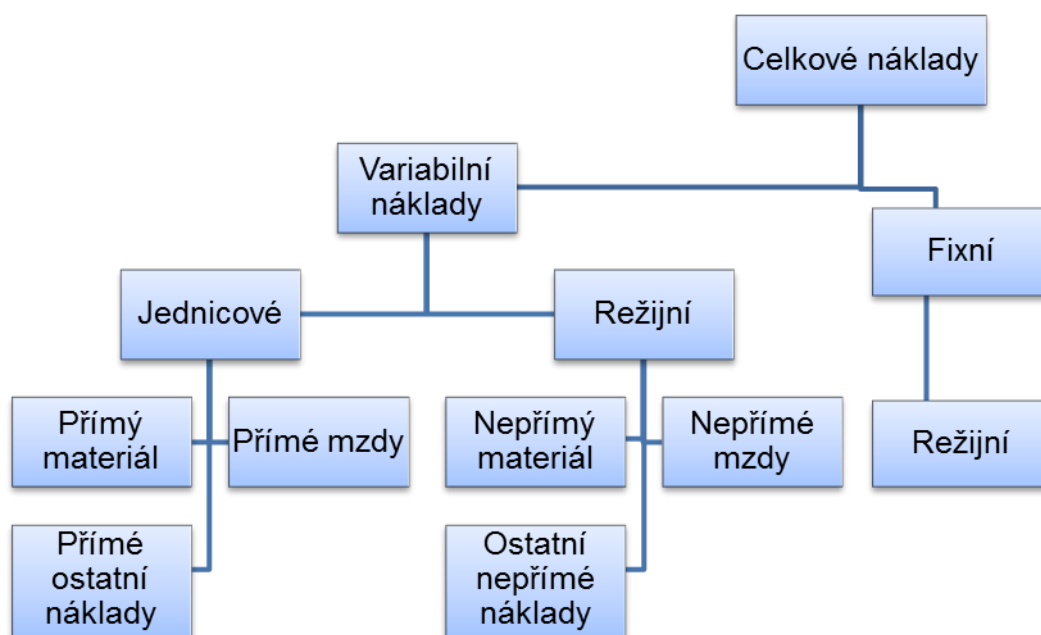 Celkové náklady
Variabilní
náklady
Fixní
Jednicové
Režijní
Přímý
materiál
Přímé mzdy
Nepřímý
materiál
Nepřímé
mzdy
Režijní
Přímé
ostatní
náklady
Ostatní
nepřímé
náklady